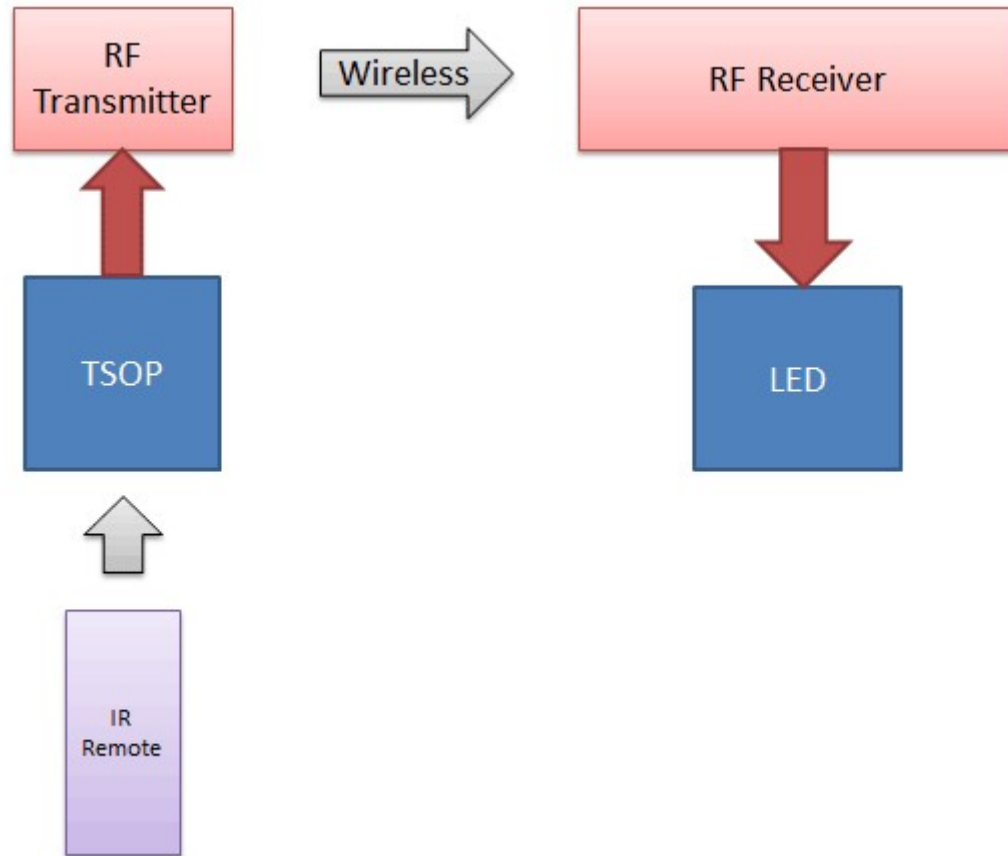 RF
Transmitter
Wireless
RF Receiver
TSOP
LED
IR
Remote